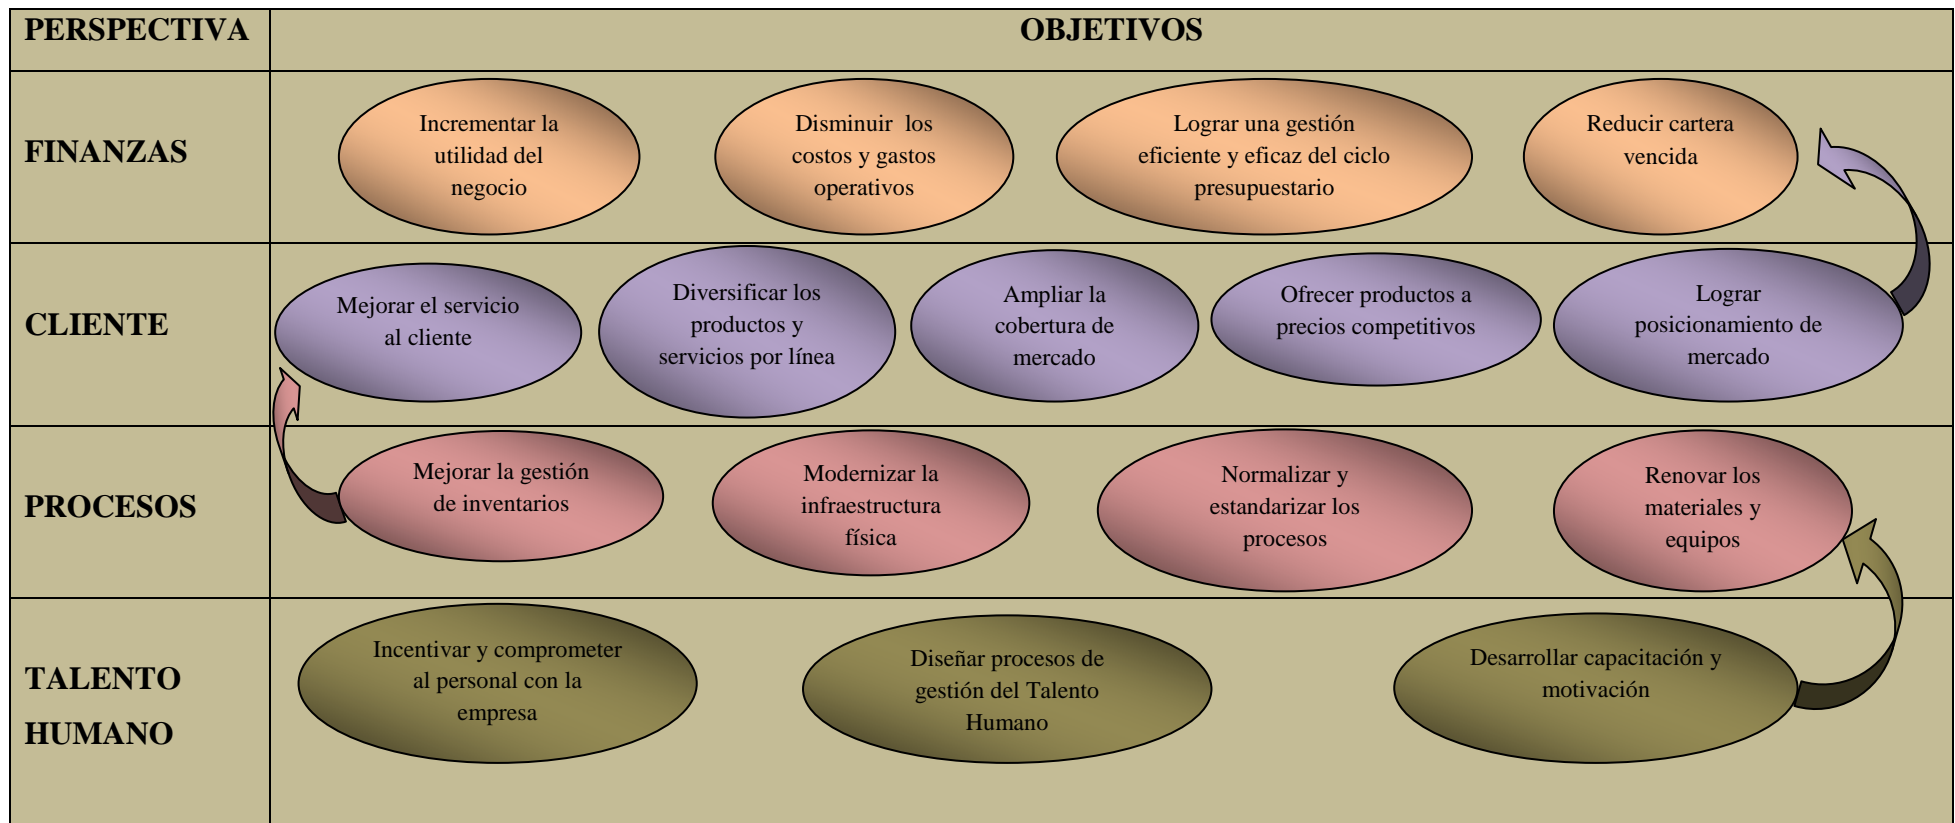 PERSPECTIVA
OBJETIVOS
FINANZAS
Incrementar la
utilidad del
negocio
Disminuir los
costos y gastos
operativos
Lograr una gestión
eficiente y eficaz del ciclo
presupuestario
Reducir cartera
vencida
CLIENTE
Mejorar el servicio
al cliente
Diversificar los
productos y
servicios por línea
Ampliar la
cobertura de
mercado
Ofrecer productos a
precios competitivos
Lograr
posicionamiento de
mercado
PROCESOS
Mejorar la gestión
de inventarios
Modernizar la
infraestructura
física
Normalizar y
estandarizar los
procesos
Renovar los
materiales y
equipos
TALENTO
HUMANO
Incentivar y comprometer
al personal con la
empresa
Diseñar procesos de
gestión del Talento
Humano
Desarrollar capacitación y
motivación